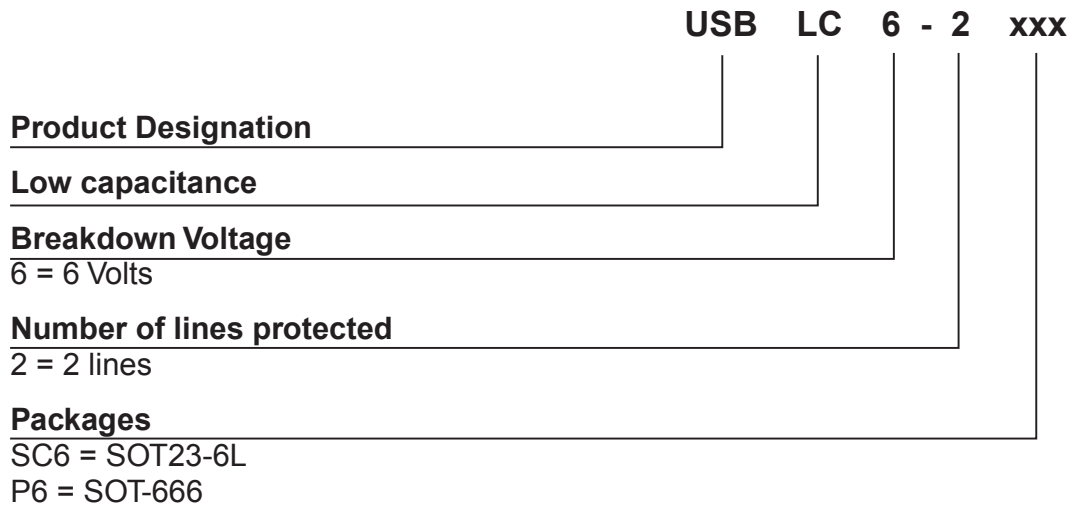 USB LC 6 - 2 xxx
Product Designation
Low capacitance
Breakdown Voltage
6 = 6 Volts
Number of lines protected
2 = 2 lines
Packages
SC6 = SOT23-6L
P6 = SOT-666